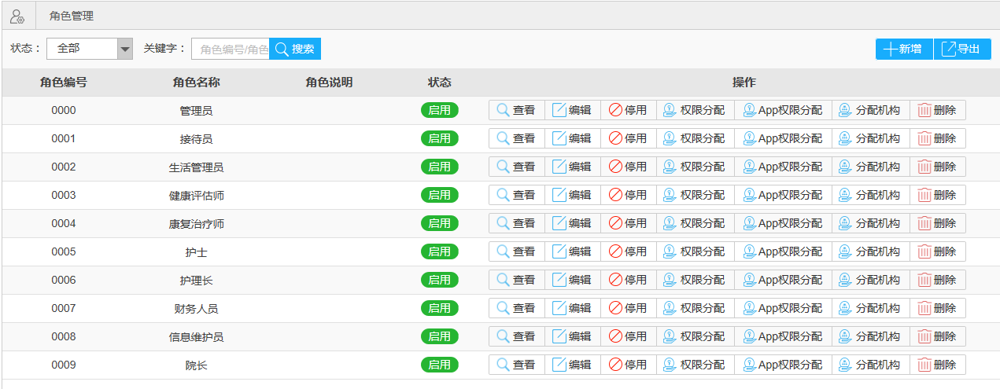 角色管理
状态： 全部 关键字： 角色编号/角色 搜索 新增 导出
角色编号 角色名称 角色说明 状态 操作
0000 管理员 启用 查看 编辑 停用 权限分配 App权限分配 分配机构 删除
0001 接待员 启用 查看 编辑 停用 权限分配 App权限分配 分配机构 删除
0002 生活管理员 启用 查看 编辑 停用 权限分配 App权限分配 分配机构 删除
0003 健康评估师 启用 查看 编辑 停用 权限分配 App权限分配 分配机构 删除
0004 康复治疗师 启用 查看 编辑 停用 权限分配 App权限分配 分配机构 删除
0005 护士 启用 查看 编辑 停用 权限分配 App权限分配 分配机构 删除
0006 护理长 启用 查看 编辑 停用 权限分配 App权限分配 分配机构 删除
0007 财务人员 启用 查看 编辑 停用 权限分配 App权限分配 分配机构 删除
0008 信息维护员 启用 查看 编辑 停用 权限分配 App权限分配 分配机构 删除
0009 院长 启用 查看 编辑 停用 权限分配 App权限分配 分配机构 删除